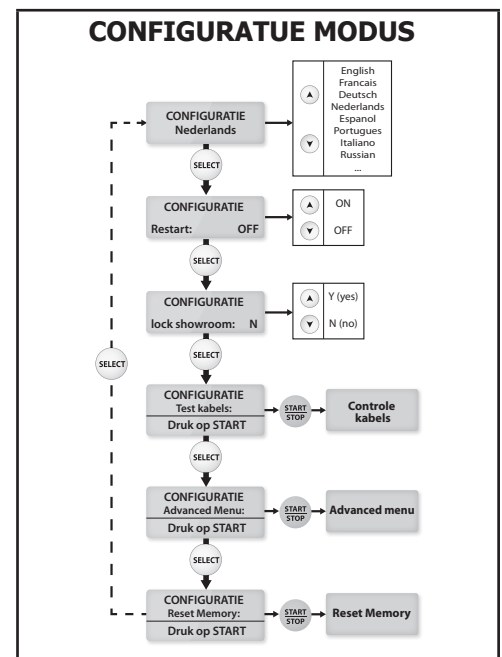 CONFIGURATUE MODUS
CONFIGURATIE
Nederlands
English
Francais
Deutsch
Nederlands
Espanol
Portugues
Italiano
Russian
...
SELECT
CONFIGURATIE
Restart: OFF
ON
OFF
SELECT
CONFIGURATIE
lock showroom: N
Y (yes)
N (no)
SELECT
SELECT
CONFIGURATIE
Test kabels:
Druk op START
START
STOP
Controle
kabels
SELECT
CONFIGURATIE
Advanced Menu:
Druk op START
START
STOP
Advanced menu
SELECT
CONFIGURATIE
Reset Memory:
Druk op START
START
STOP
Reset Memory